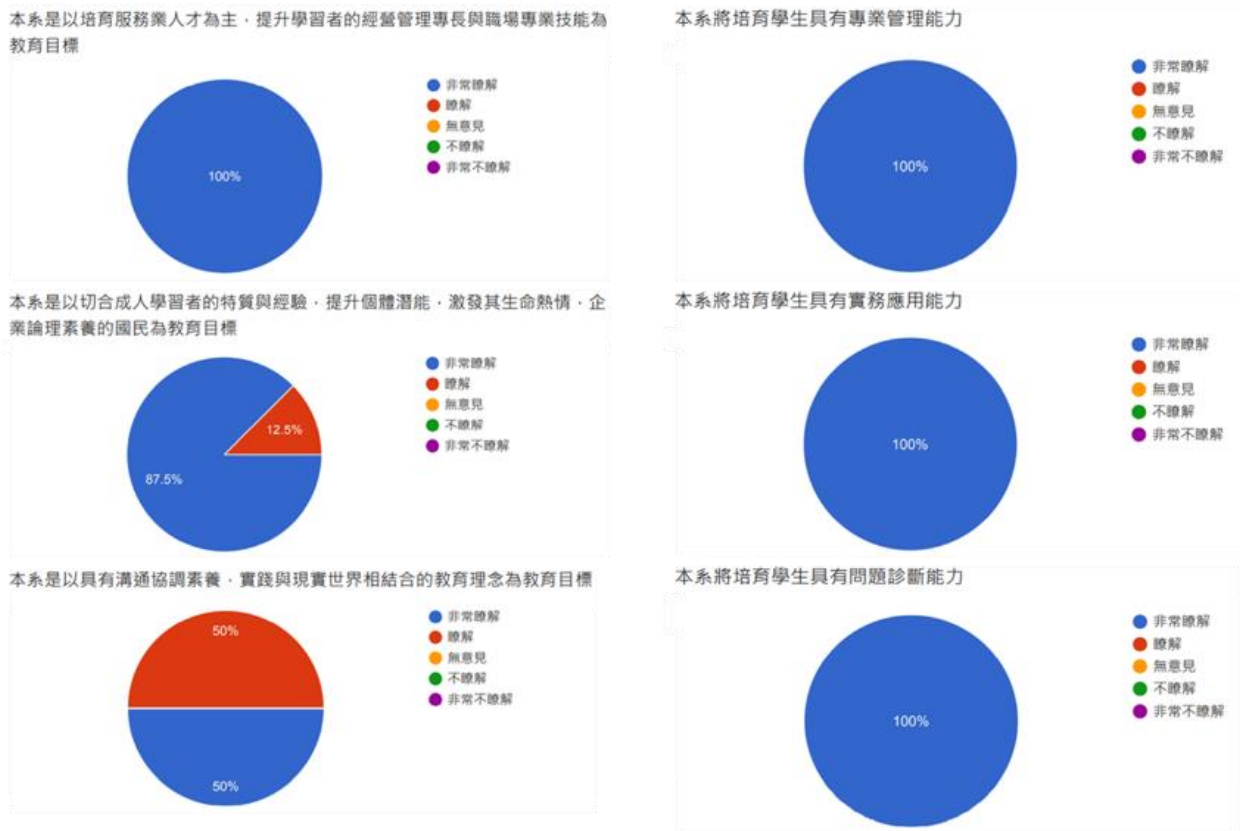 本系是以培育服務業人才為主，提升學習者的經營管理專長與職場專業技能為
教育目標
100%
非常瞭解
瞭解
無意見
不瞭解
非常不瞭解
本系是以切合成人學習者的特質與經驗，提升個體潛能，激發其生命熱情，企
業論理素養的國民為教育目標
87.5%
12.5%
非常瞭解
瞭解
無意見
不瞭解
非常不瞭解
本系是以具有溝通協調素養，實踐與現實世界相結合的教育理念為教育目標
50%
50%
非常瞭解
瞭解
無意見
不瞭解
非常不瞭解
本系將培育學生具有專業管理能力
100%
非常瞭解
瞭解
無意見
不瞭解
非常不瞭解
本系將培育學生具有實務應用能力
100%
非常瞭解
瞭解
無意見
不瞭解
非常不瞭解
本系將培育學生具有問題診斷能力
100%
非常瞭解
瞭解
無意見
不瞭解
非常不瞭解